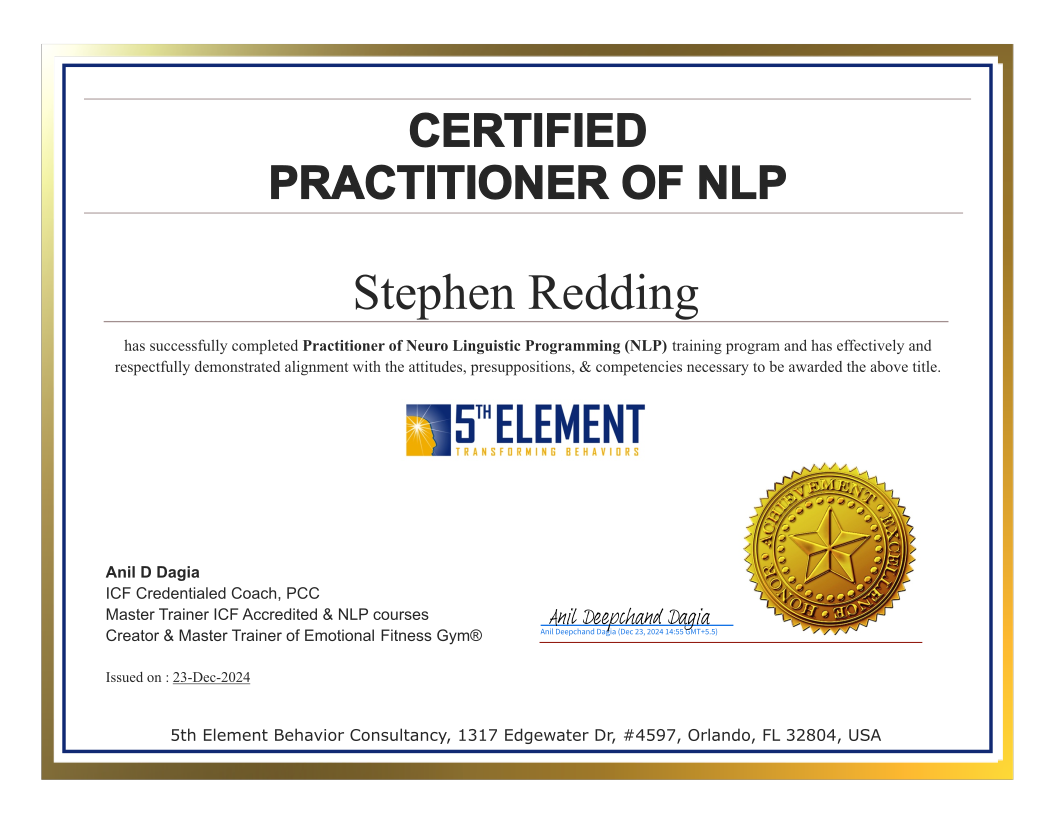 CERTIFIED
PRACTITIONER OF NLP
Stephen Redding
has successfully completed Practitioner of Neuro Linguistic Programming (NLP) training program and has effectively and
respectfully demonstrated alignment with the attitudes, presuppositions, & competencies necessary to be awarded the above title.
5TH ELEMENT
TRANSFORMING BEHAVIORS
HONOR • ACHIEVEMENT • EXCELLENCE •
Anil D Dagia
ICF Credentialed Coach, PCC
Master Trainer ICF Accredited & NLP courses
Creator & Master Trainer of Emotional Fitness Gym®
Anil Deepchand Dagia
Anil Deepchand Dagia (Dec 23, 2024 14:55 GMT+5.5)
Issued on : 23-Dec-2024
5th Element Behavior Consultancy, 1317 Edgewater Dr, #4597, Orlando, FL 32804, USA